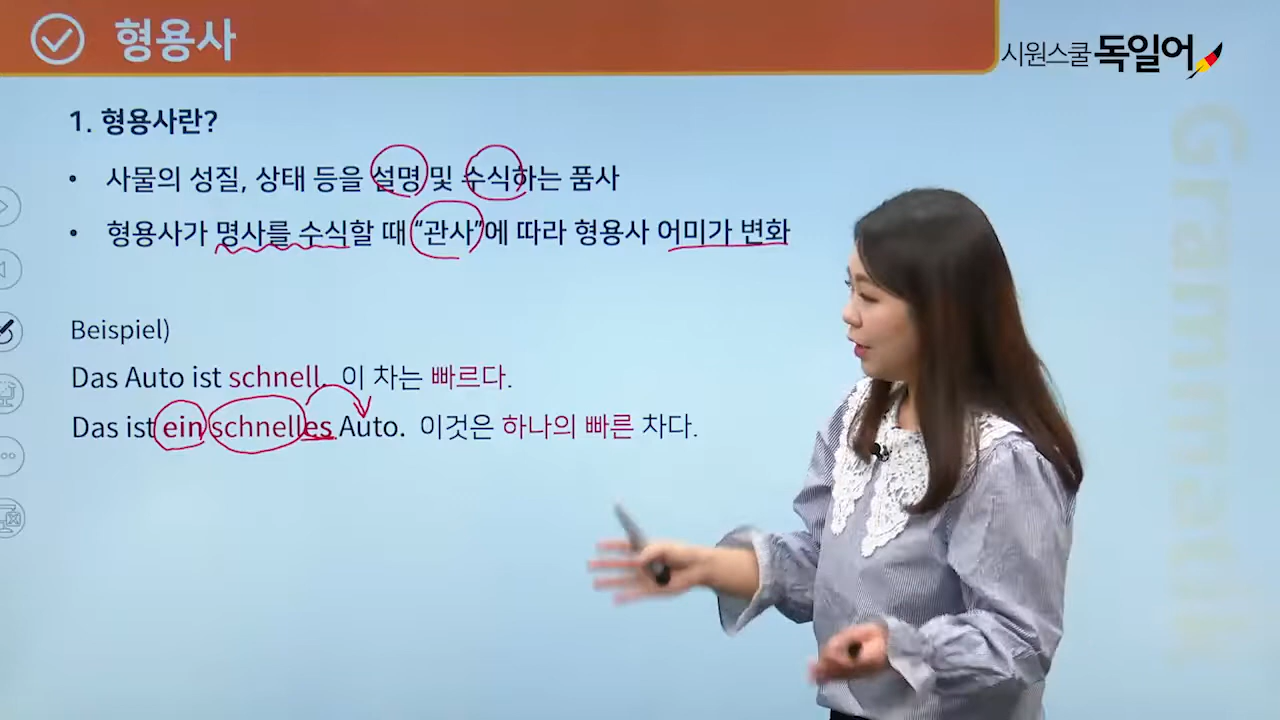 형용사
시원스쿨 독일어
1. 형용사란?
• 사물의 성질, 상태 등을 설명 및 수식하는 품사
• 형용사가 명사를 수식할 때 “관사”에 따라 형용사 어미가 변화
Beispiel)
Das Auto ist schnell. 이 차는 빠르다.
Das ist ein schnelles Auto. 이것은 하나의 빠른 차다.
Grammatik